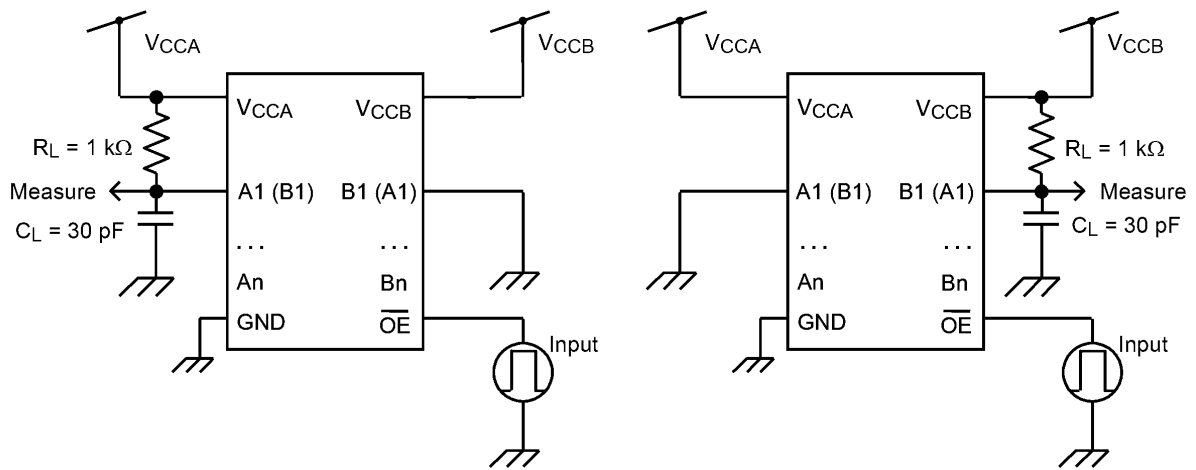 VCCA
VCCB
VCCA
VCCB
RL = 1 kΩ
Measure
A1 (B1)
B1 (A1)
CL = 30 pF
...
...
An
Bn
GND
OE
Input
VCCA
VCCB
VCCA
VCCB
RL = 1 kΩ
A1 (B1)
B1 (A1)
Measure
CL = 30 pF
...
...
An
Bn
GND
OE
Input